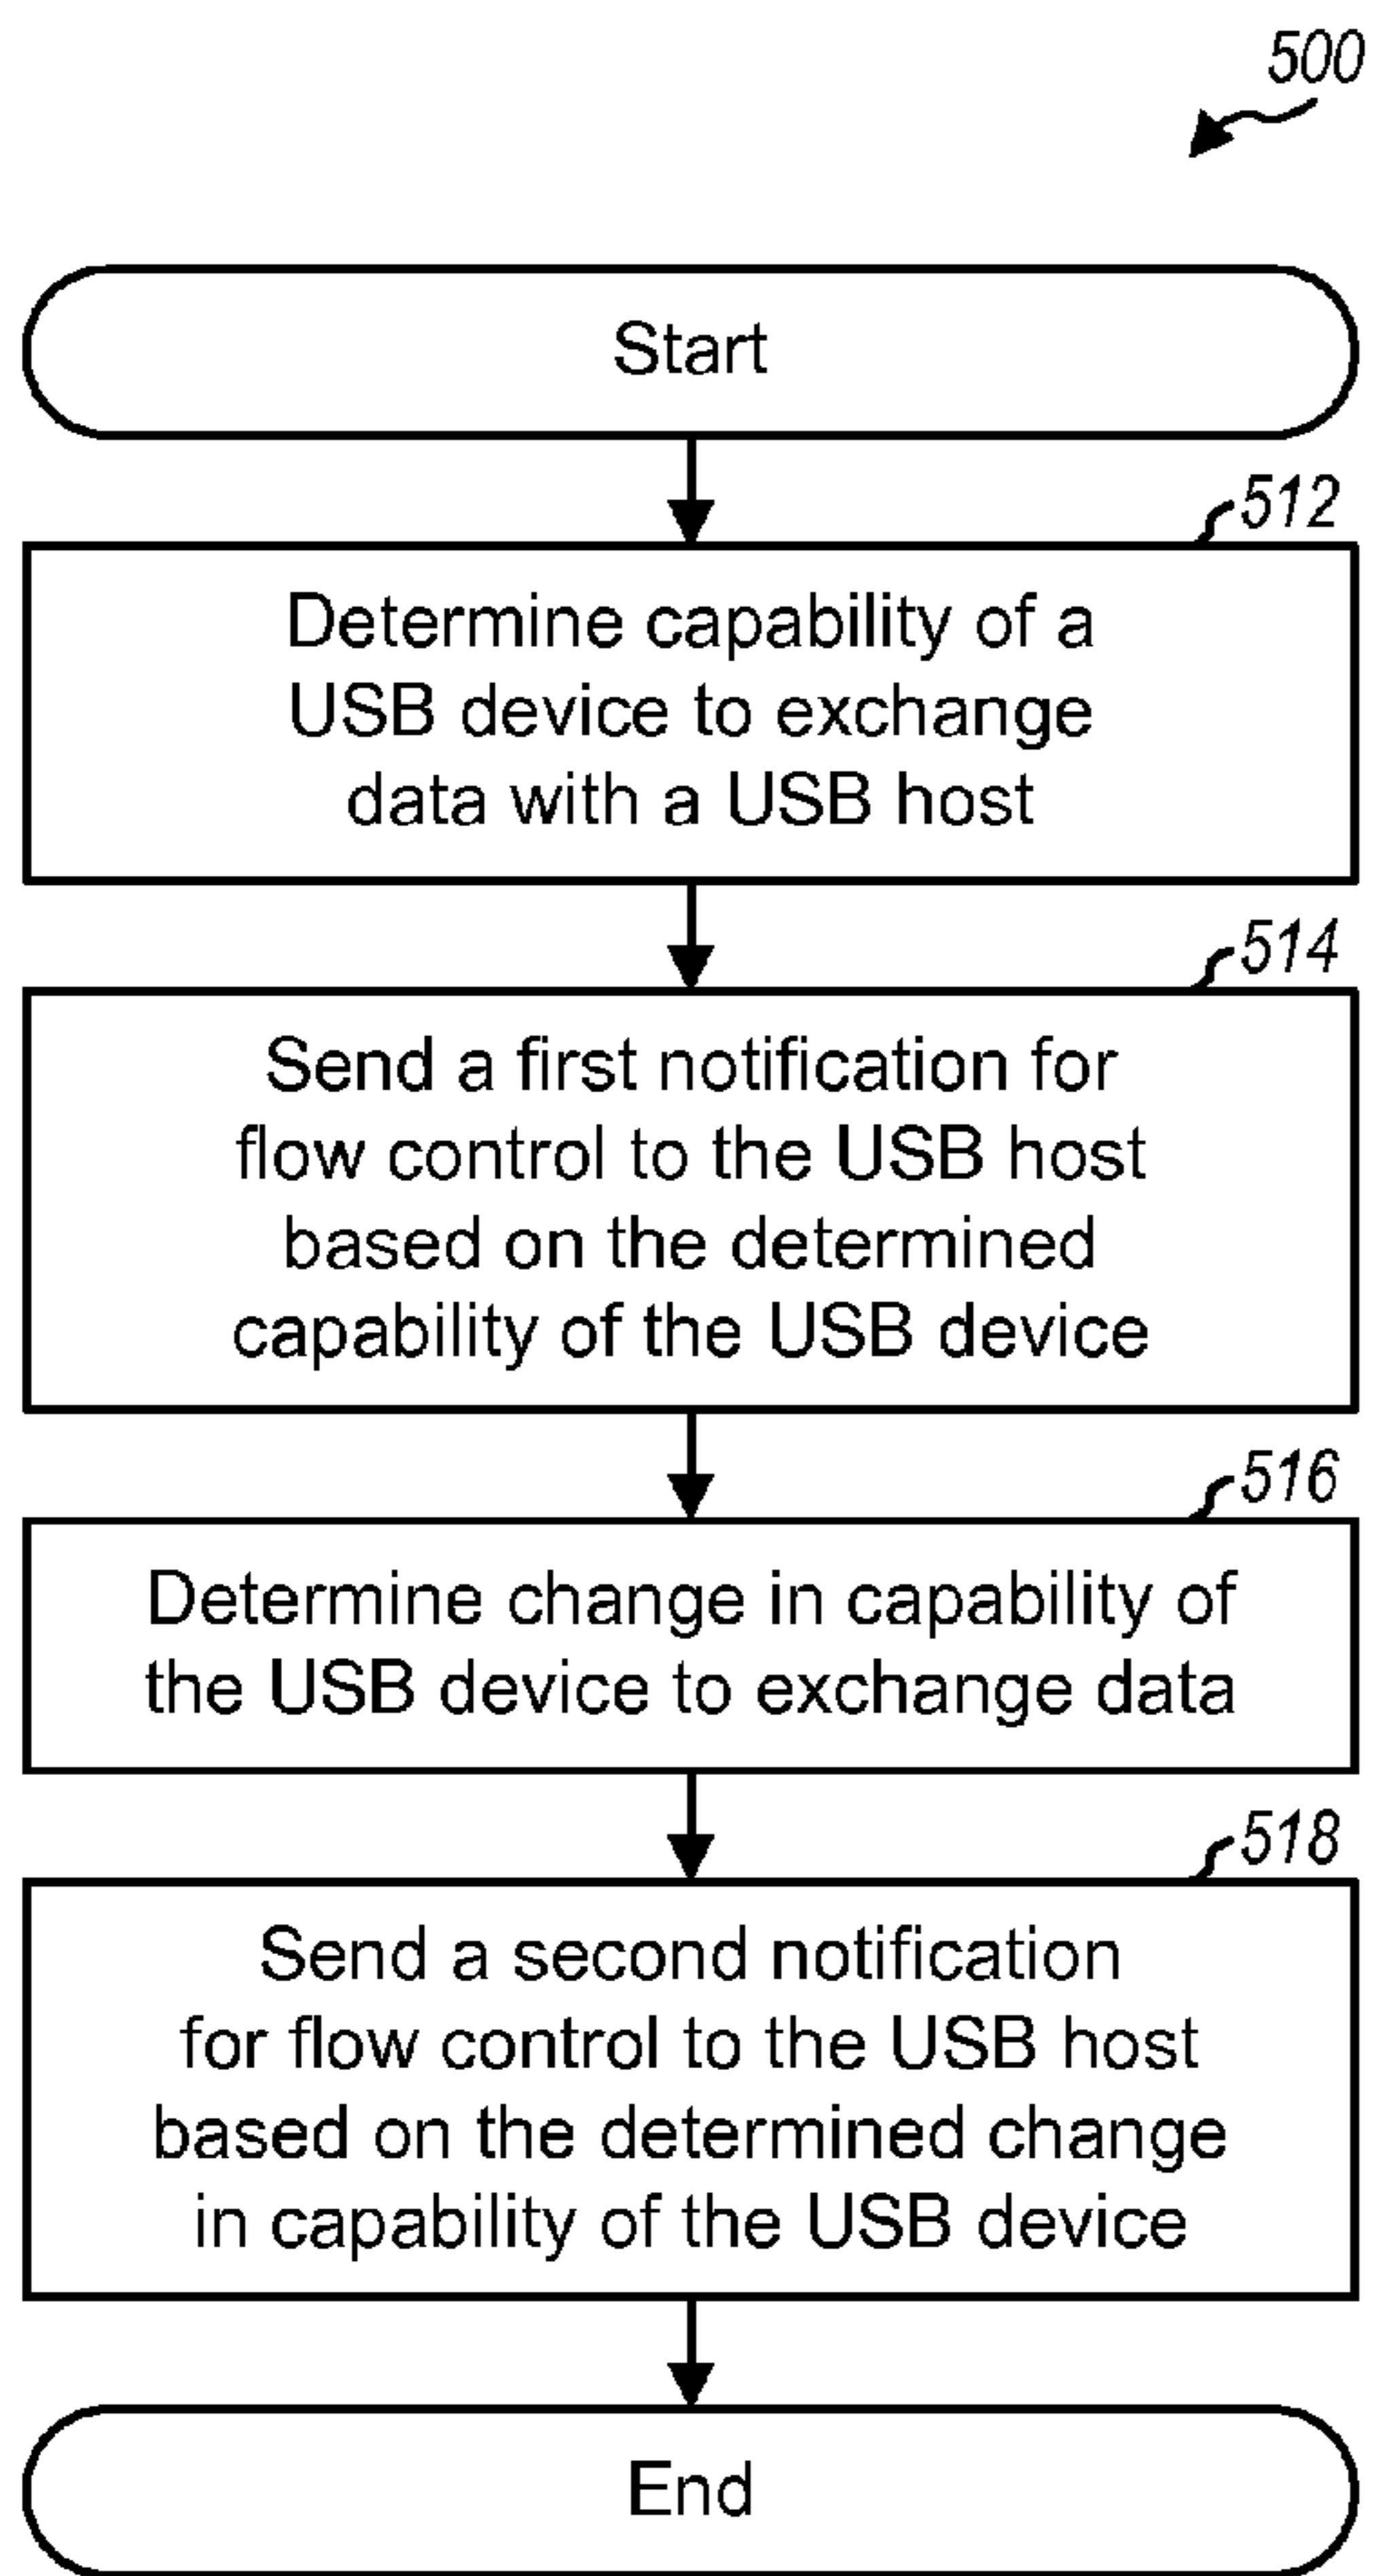 500
Start
512
Determine capability of a
USB device to exchange
data with a USB host
514
Send a first notification for
flow control to the USB host
based on the determined
capability of the USB device
516
Determine change in capability of
the USB device to exchange data
518
Send a second notification
for flow control to the USB host
based on the determined change
in capability of the USB device
End